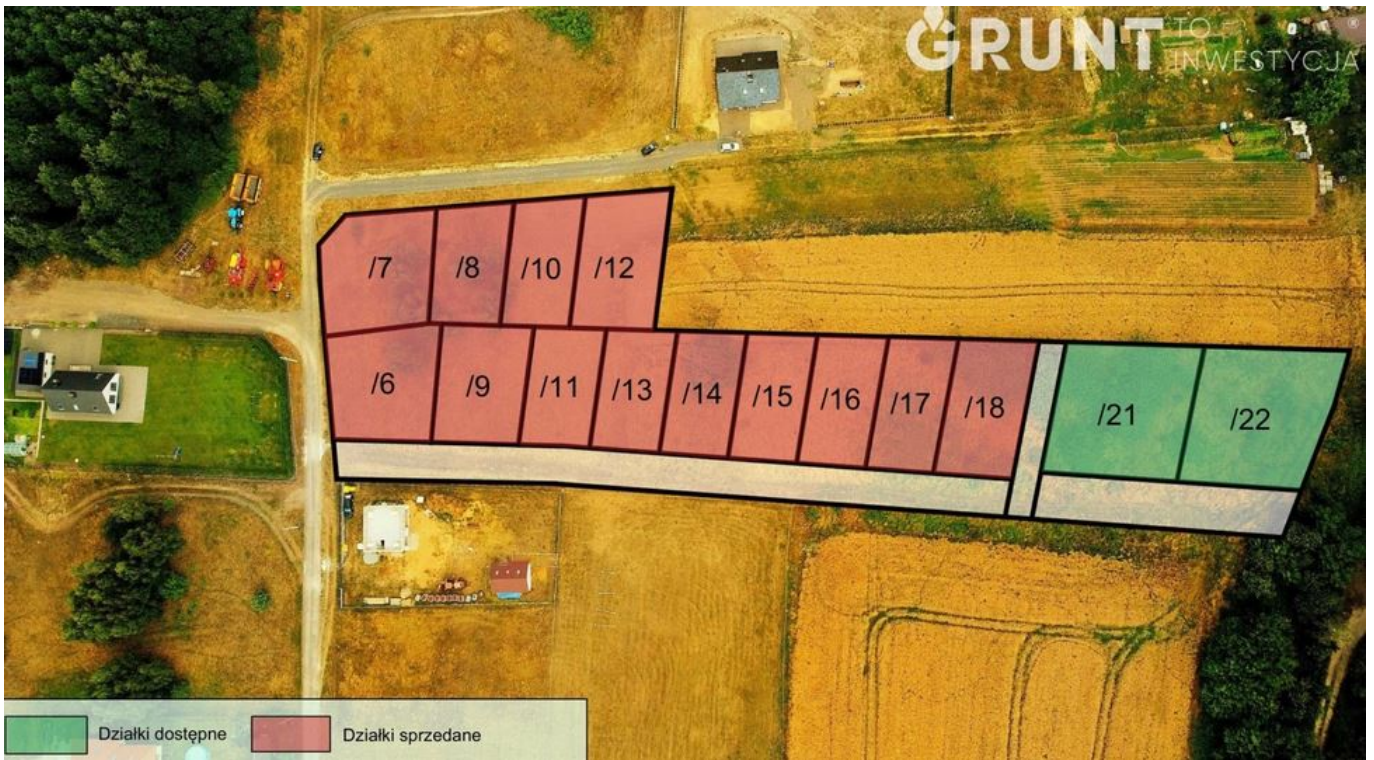 GRUNT TO
INWESTYCJA
®
/7 /8 /10 /12
/6 /9 /11 /13 /14 /15 /16 /17 /18 /21 /22
Działki dostępne Działki sprzedane